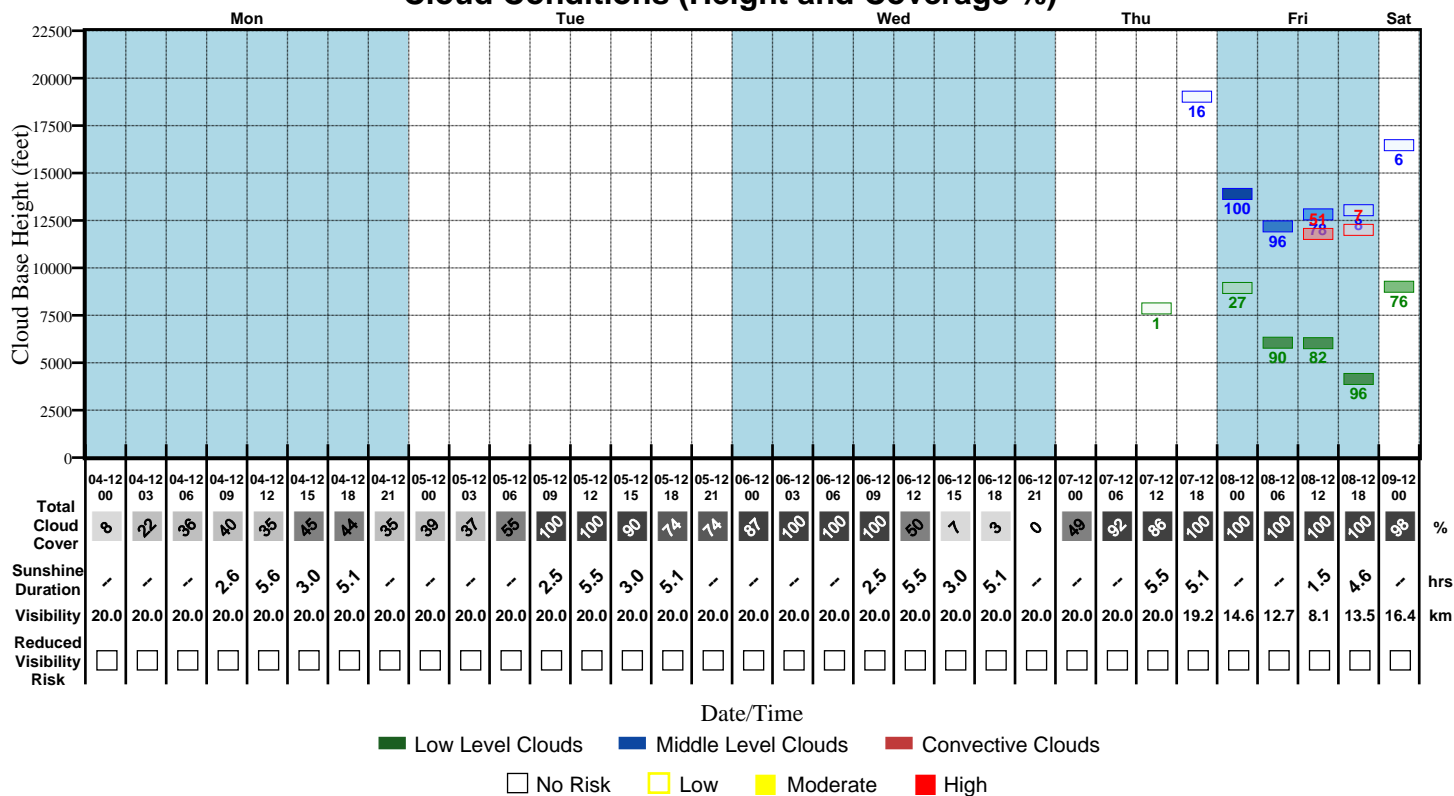 Cloud Conditions (Height and Coverage %)
Mon Tue Wed Thu Fri Sat
Cloud Base Height (feet)
22500
20000
17500
15000
12500
10000
7500
5000
2500
0
16
6
100
96
51
78
7
8
27
76
1
90
82
96
04-12 04-12 04-12 04-12 04-12 04-12 04-12 04-12 05-12 05-12 05-12 05-12 05-12 05-12 05-12 05-12 06-12 06-12 06-12 06-12 06-12 06-12 06-12 06-12 07-12 07-12 07-12 07-12 08-12 08-12 08-12 08-12 09-12
00 03 06 09 12 15 18 21 00 03 06 09 12 15 18 21 00 03 06 09 12 15 18 21 00 06 12 18 00 06 12 18 00
Total
Cloud
Cover
8 22 36 40 35 45 44 35 39 37 55 100 100 90 74 74 87 100 100 100 50 7 3 0 49 92 86 100 100 100 100 100 98 %
Sunshine
Duration
-- -- -- 2.6 5.6 3.0 5.1 -- -- -- -- 2.5 5.5 3.0 5.1 -- -- -- -- 2.5 5.5 3.0 5.1 -- -- -- 5.5 5.1 -- -- 1.5 4.6 -- hrs
Visibility 20.0 20.0 20.0 20.0 20.0 20.0 20.0 20.0 20.0 20.0 20.0 20.0 20.0 20.0 20.0 20.0 20.0 20.0 20.0 20.0 20.0 20.0 20.0 20.0 20.0 20.0 20.0 19.2 14.6 12.7 8.1 13.5 16.4 km
Reduced
Visibility
Risk
Date/Time
Low Level Clouds Middle Level Clouds Convective Clouds
No Risk Low Moderate High